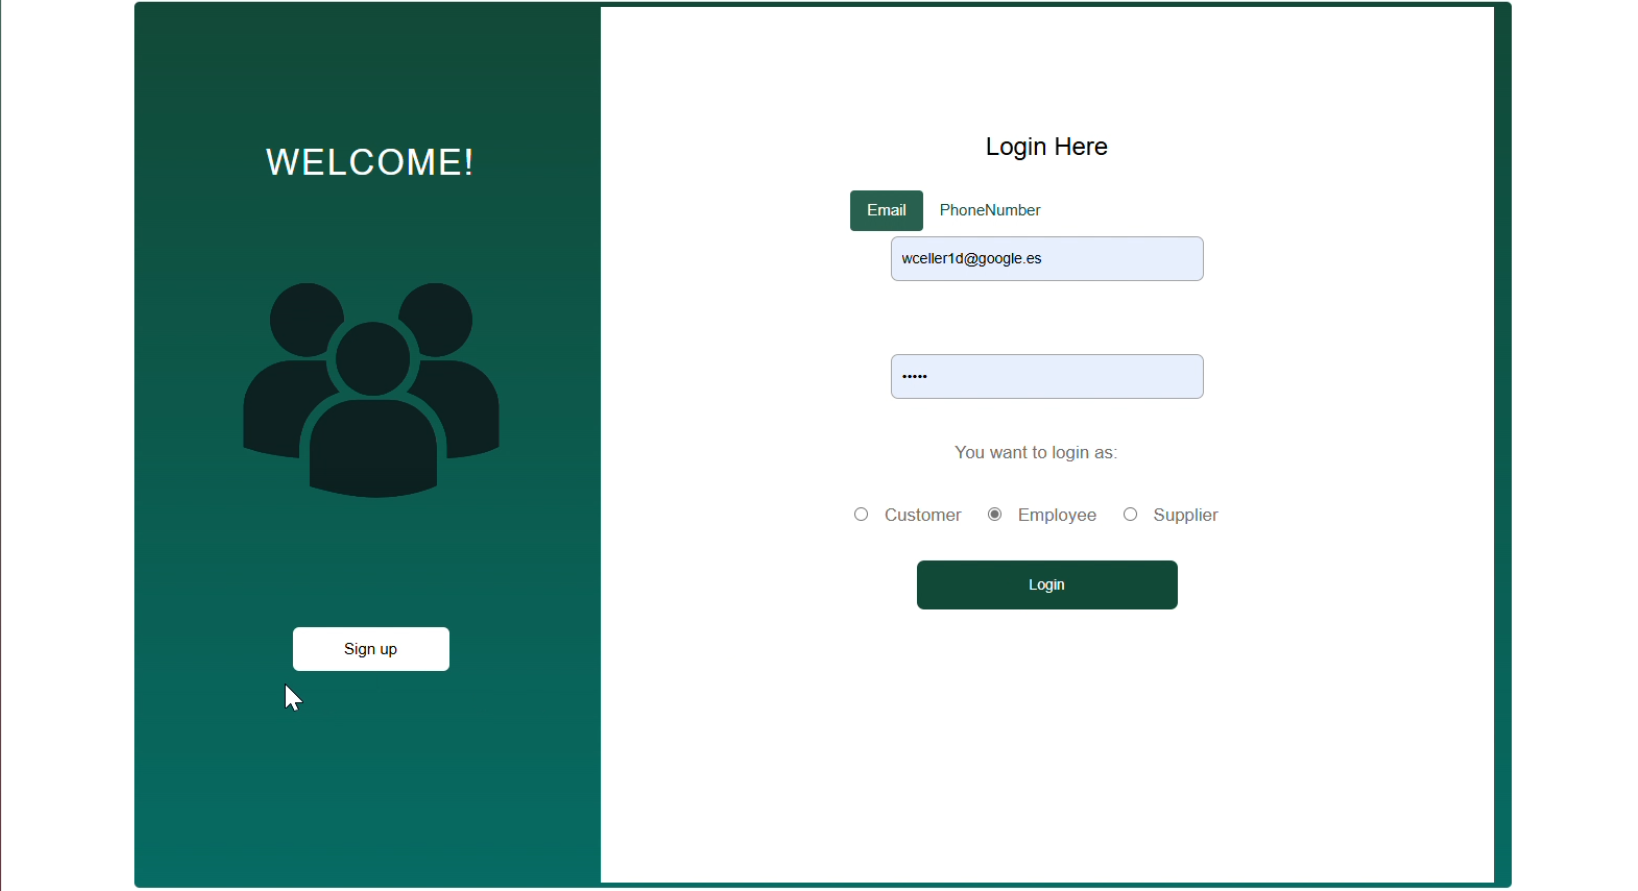 WELCOME!
Sign up
Login Here
Email PhoneNumber
wceller1d@google.es
•••••
You want to login as:
Customer Employee Supplier
Login